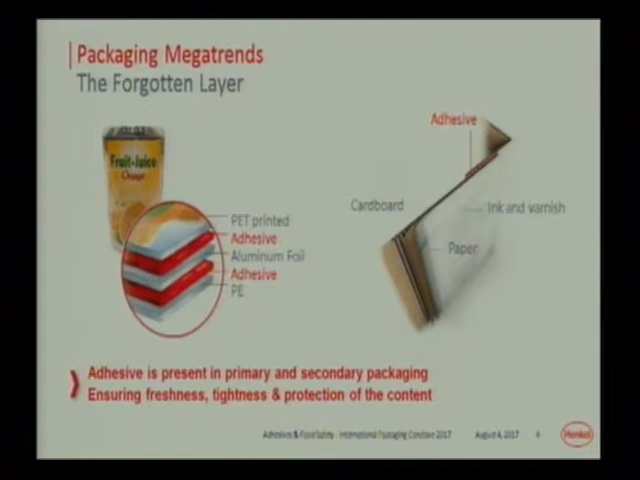 Packaging Megatrends
The Forgotten Layer
Fruit-Juice
Orange
PET printed
Adhesive
Aluminum Foil
Adhesive
PE
Adhesive
Cardboard
Ink and varnish
Paper
Adhesive is present in primary and secondary packaging
Ensuring freshness, tightness & protection of the content
Adhesives & Food Safety - International Packaging Conclave 2017
August 4, 2017
Henkel